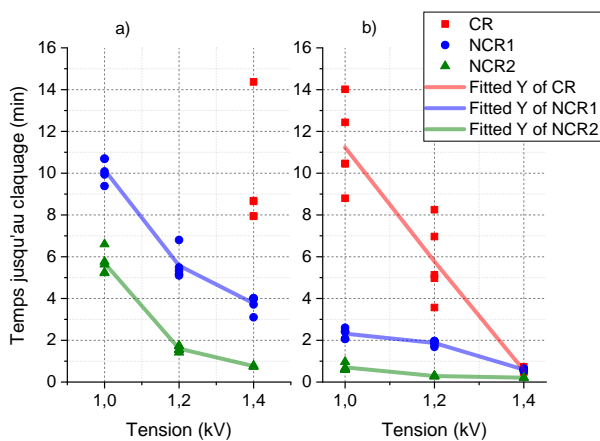 a)
b)
CR
NCR1
NCR2
Fitted Y of CR
Fitted Y of NCR1
Fitted Y of NCR2
Temps jusqu'au claquage (min)
16
14
12
10
8
6
4
2
0
1,0
1,2
1,4
Tension (kV)
16
14
12
10
8
6
4
2
0
1,0
1,2
1,4
Tension (kV)